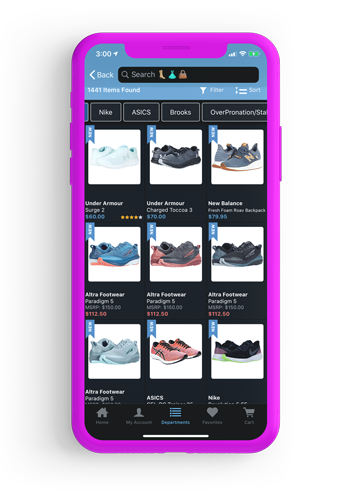 3:00
Back
Search
1441 Items Found
Filter
Sort
Nike
ASICS
Brooks
OverPronation/Stal
NEW
NEW
NEW
Under Armour
Surge 2
$60.00
Under Armour
Charged Toccoa 3
$70.00
New Balance
Fresh Foam Roav Backpack
$79.95
NEW
NEW
NEW
Altra Footwear
Paradigm 5
MSRP: $150.00
$112.50
Altra Footwear
Paradigm 5
MSRP: $150.00
$112.50
Altra Footwear
Paradigm 5
MSRP: $150.00
$112.50
NEW
NEW
NEW
Altra Footwear
Paradigm 5
ASICS
Nike
Home
My Account
Departments
Favorites
Cart